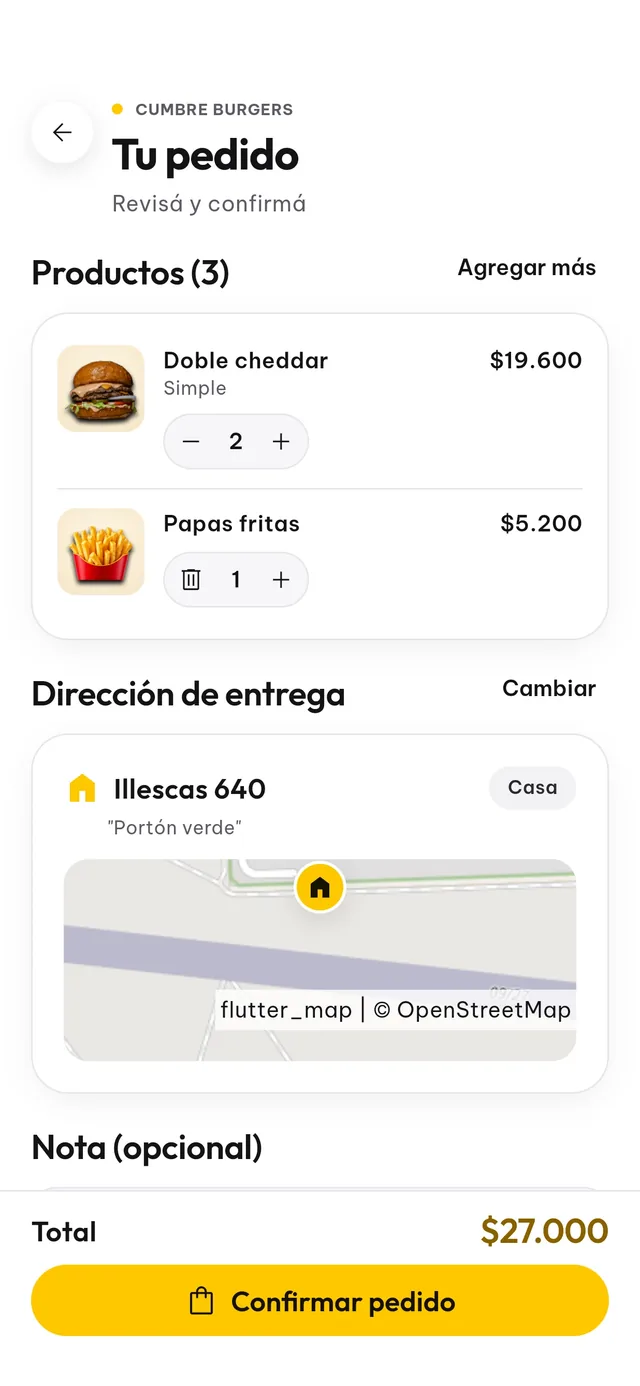 CUMBRE BURGERS
Tu pedido
Revisá y confirmá
Productos (3)
Agregar más
Doble cheddar
$19.600
Simple
2
Papas fritas
$5.200
1
Dirección de entrega
Cambiar
Illescas 640
Casa
"Portón verde"
flutter_map | © OpenStreetMap
Nota (opcional)
Total
$27.000
Confirmar pedido